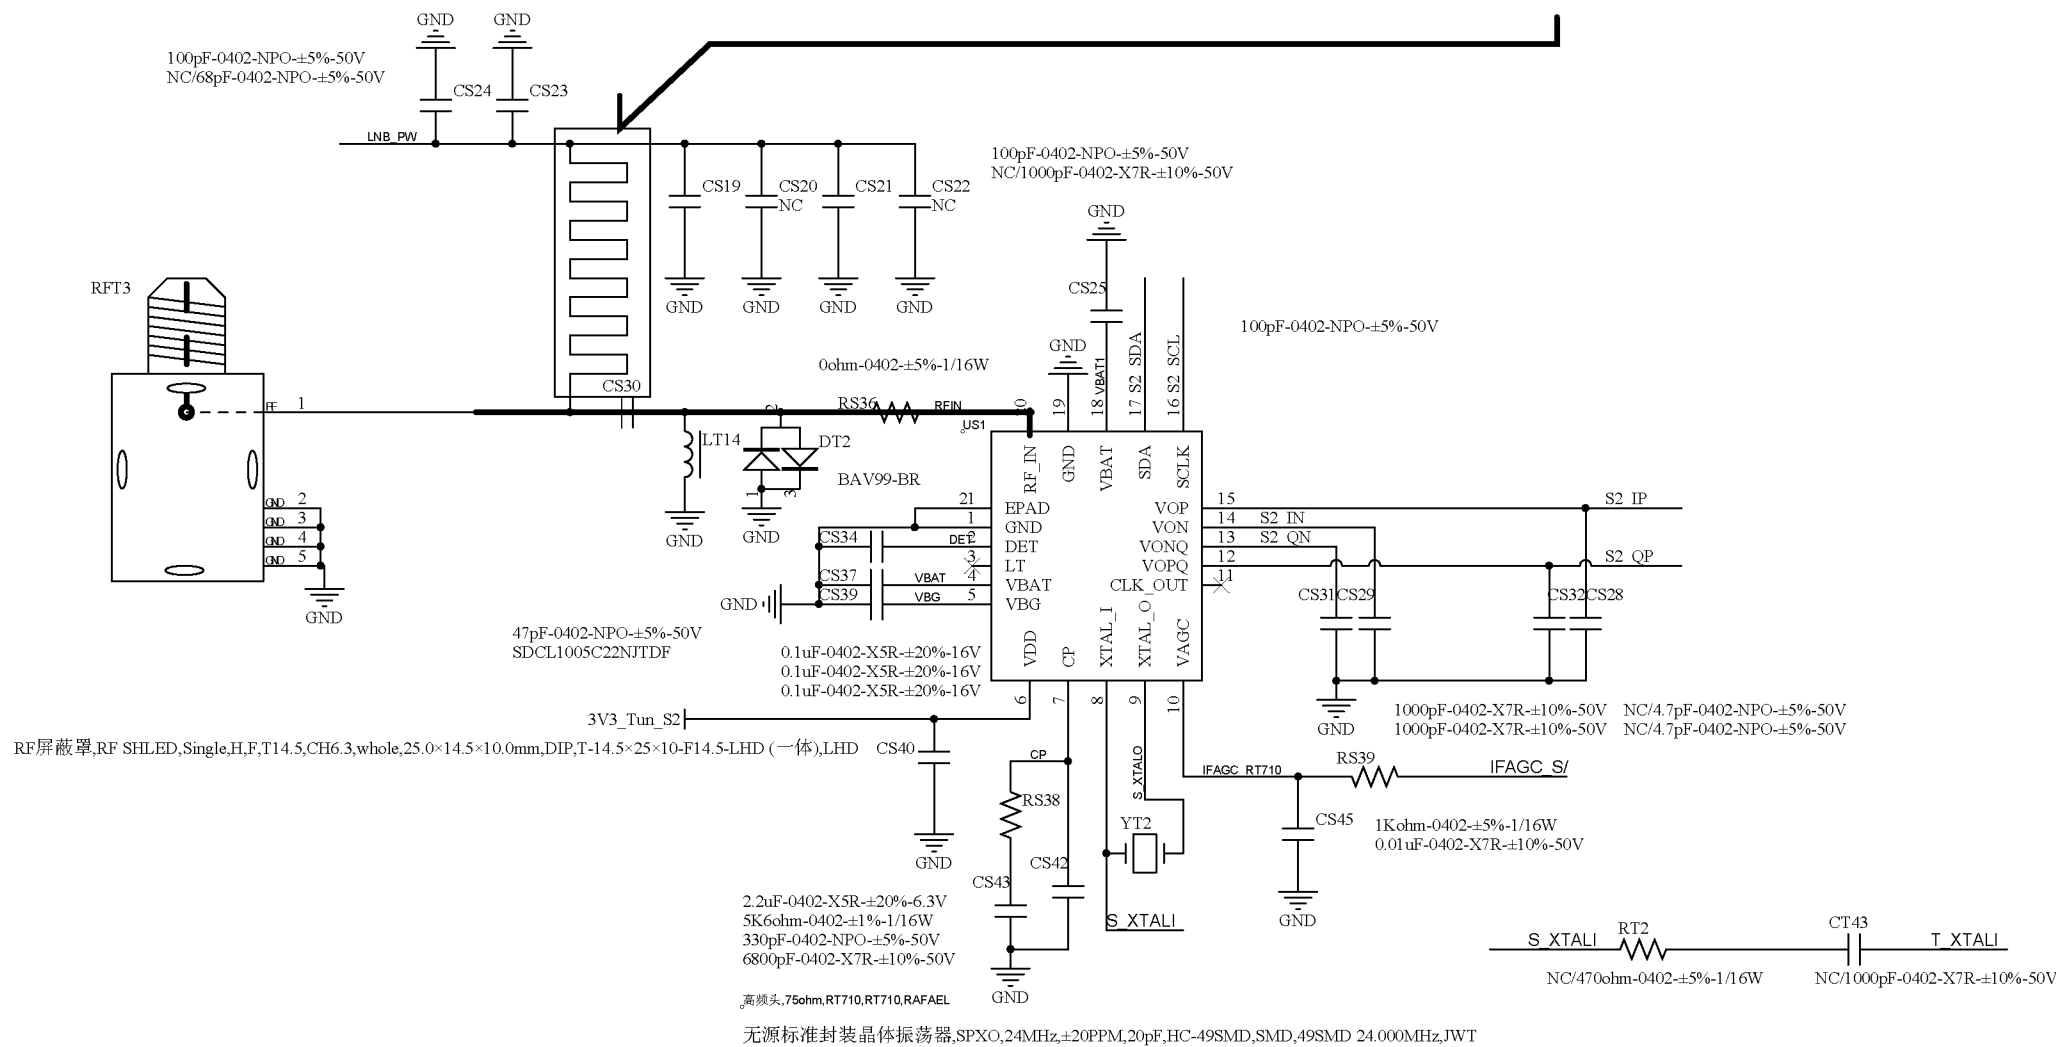 GND GND
100pF-0402-NPO-±5%-50V
NC/68pF-0402-NPO-±5%-50V
CS24 CS23
LNB_PW
100pF-0402-NPO-±5%-50V
NC/1000pF-0402-X7R-±10%-50V
CS19 CS20 CS21 CS22
NC NC
GND
GND GND GND GND
CS25
RFT3
100pF-0402-NPO-±5%-50V
GND
0ohm-0402-±5%-1/16W
VBAT1
S2_SDA
S2_SCL
CS30
1
RS36 RFIN
20 19 18 17 16
US1
2
LT14 DT2
BAV99-BR
1 3
RF_IN GND VBAT SDA SCLK
GND 2
GND 3
GND 4
GND 5
GND
GND GND
21 EPAD
1 GND
CS34 DET 2 DET
3 LT
CS37 VBAT 4 VBAT
CS39 VBG 5 VBG
GND
VOP 15 S2_IP
VON 14 S2_IN
VONQ 13 S2_QN
VOPQ 12 S2_QP
CLK_OUT 11
CS31 CS29 CS32 CS28
VDD CP XTAL_I XTAL_O VAGC
47pF-0402-NPO-±5%-50V
SDCL1005C22NJTDF
0.1uF-0402-X5R-±20%-16V
0.1uF-0402-X5R-±20%-16V
0.1uF-0402-X5R-±20%-16V
6 7 8 9 10
GND
1000pF-0402-X7R-±10%-50V NC/4.7pF-0402-NPO-±5%-50V
1000pF-0402-X7R-±10%-50V NC/4.7pF-0402-NPO-±5%-50V
3V3_Tun_S2
RF屏蔽罩,RF SHLED,Single,H,F,T14.5,CH6.3,whole,25.0×14.5×10.0mm,DIP,T-14.5×25×10-F14.5-LHD (一体),LHD
CS40
CP
S_XTALO
IFAGC_RT710
RS39
IFAGC_S/
RS38
YT2
CS45
1Kohm-0402-±5%-1/16W
0.01uF-0402-X7R-±10%-50V
GND
CS42
CS43
2.2uF-0402-X5R-±20%-6.3V
5K6ohm-0402-±1%-1/16W
330pF-0402-NPO-±5%-50V
6800pF-0402-X7R-±10%-50V
S_XTALI
GND
GND
S_XTALI RT2 CT43 T_XTALI
NC/470ohm-0402-±5%-1/16W NC/1000pF-0402-X7R-±10%-50V
高频头,75ohm,RT710,RT710,RAFAEL
无源标准封装晶体振荡器,SPXO,24MHz,±20PPM,20pF,HC-49SMD,SMD,49SMD 24.000MHz,JWT